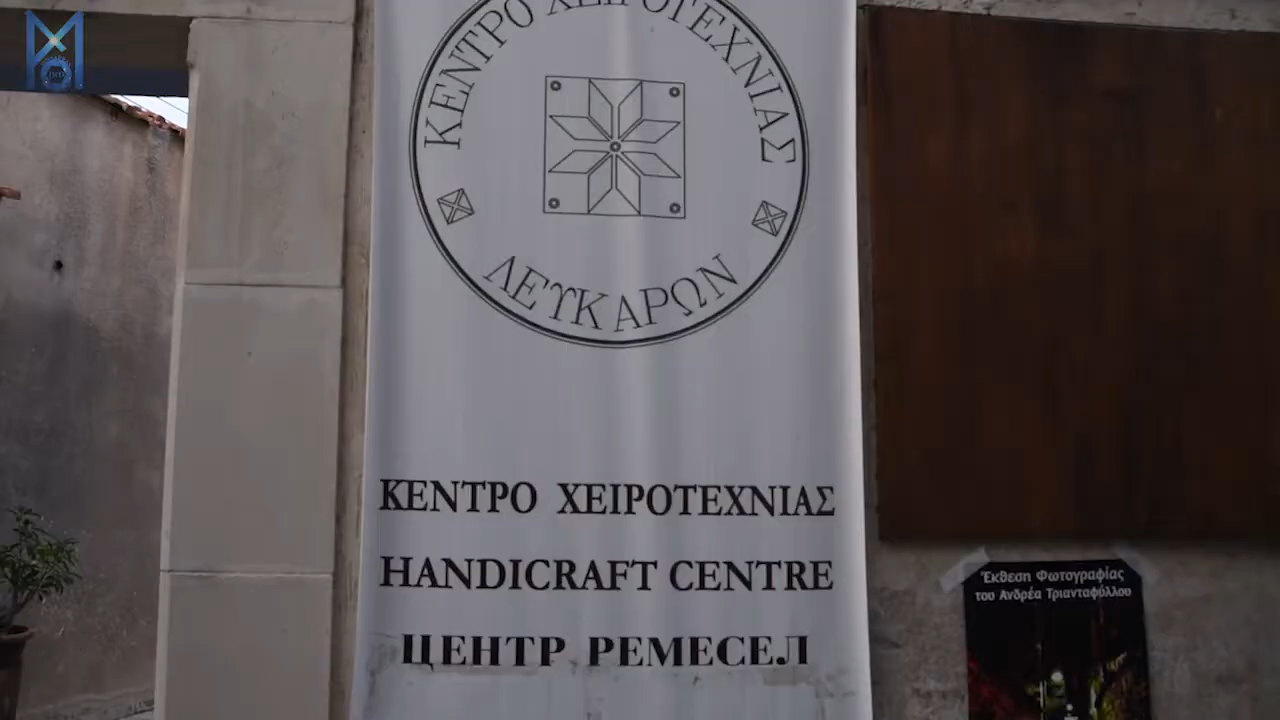 ΚΕΝΤΡΟ ΧΕΙΡΟΤΕΧΝΙΑΣ
ΛΕΥΚΑΡΩΝ
ΚΕΝΤΡΟ ΧΕΙΡΟΤΕΧΝΙΑΣ
HANDICRAFT CENTRE
ЦЕНТР РЕМЕСЕЛ
Έκθεση Φωτογραφίας
του Ανδρέα Τριανταφύλλου